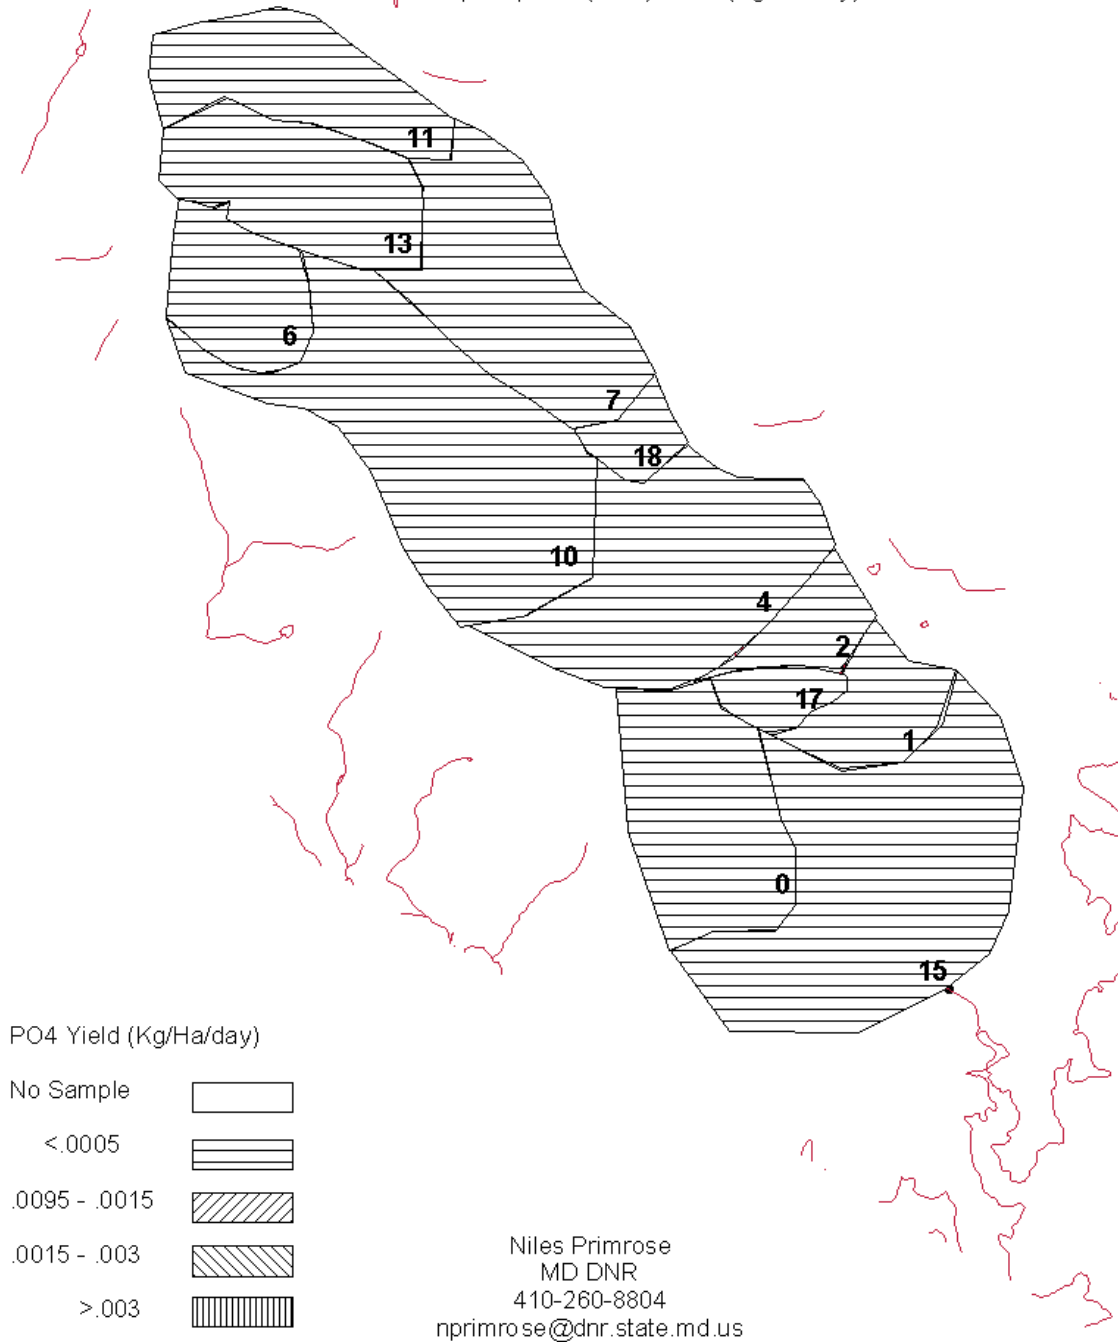 11
13
6
7
18
10
4
2
17
1
0
15
PO4 Yield (Kg/Ha/day)
No Sample
<.0005
.0095 - .0015
.0015 - .003
>.003
Niles Primrose
MD DNR
410-260-8804
nprimrose@dnr.state.md.us